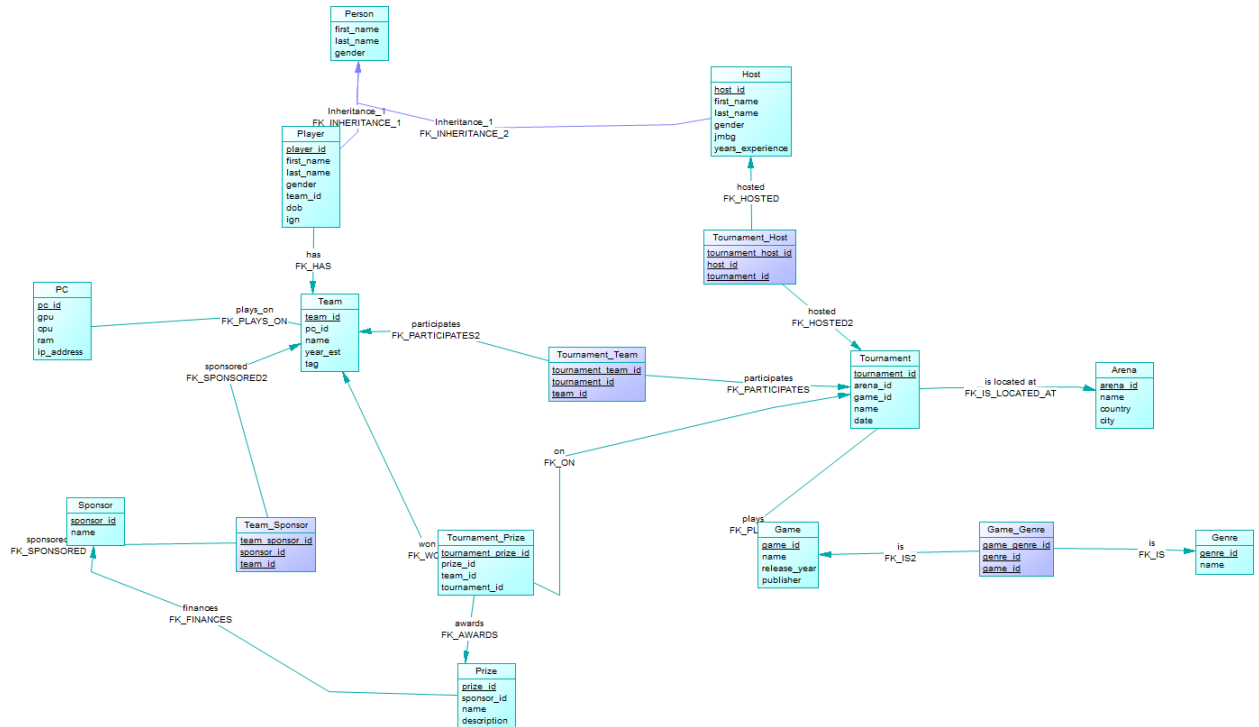 Person
first_name
last_name
gender
Host
host_id
first_name
last_name
gender
jmbg
years_experience
Inheritance_1
FK_INHERITANCE_1
Inheritance_1
FK_INHERITANCE_2
Player
player_id
first_name
last_name
gender
team_id
dob
ign
hosted
FK_HOSTED
Tournament_Host
tournament_host_id
host_id
tournament_id
has
FK_HAS
PC
pc_id
gpu
cpu
ram
ip_address
plays_on
FK_PLAYS_ON
Team
team_id
pc_id
name
year_est
tag
participates
FK_PARTICIPATES2
hosted
FK_HOSTED2
Tournament_Team
tournament_team_id
tournament_id
team_id
participates
FK_PARTICIPATES
Tournament
tournament_id
arena_id
game_id
name
date
is located at
FK_IS_LOCATED_AT
Arena
arena_id
name
country
city
sponsored
FK_SPONSORED2
on
FK_ON
Sponsor
sponsor_id
name
sponsored
FK_SPONSORED
Team_Sponsor
team_sponsor_id
sponsor_id
team_id
won
FK_WO
Tournament_Prize
tournament_prize_id
prize_id
team_id
tournament_id
plays
FK_PL
Game
game_id
name
release_year
publisher
is
FK_IS2
Game_Genre
game_genre_id
genre_id
game_id
is
FK_IS
Genre
genre_id
name
finances
FK_FINANCES
awards
FK_AWARDS
Prize
prize_id
sponsor_id
name
description